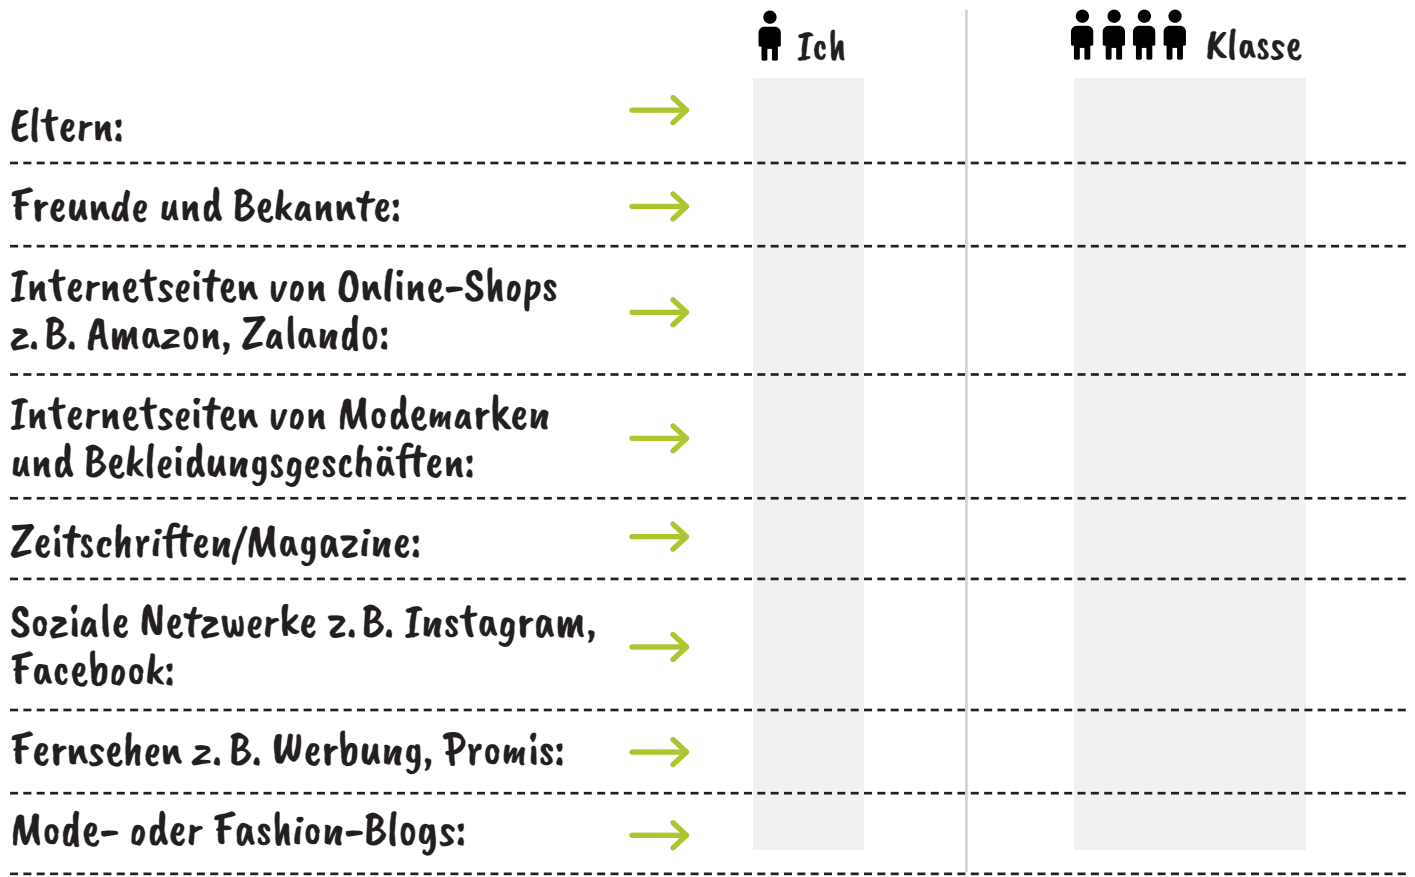 Ich Klasse
Eltern:
Freunde und Bekannte:
Internetseiten von Online-Shops
z. B. Amazon, Zalando:
Internetseiten von Modemarken
und Bekleidungsgeschäften:
Zeitschriften/Magazine:
Soziale Netzwerke z. B. Instagram,
Facebook:
Fernsehen z. B. Werbung, Promis:
Mode- oder Fashion-Blogs: